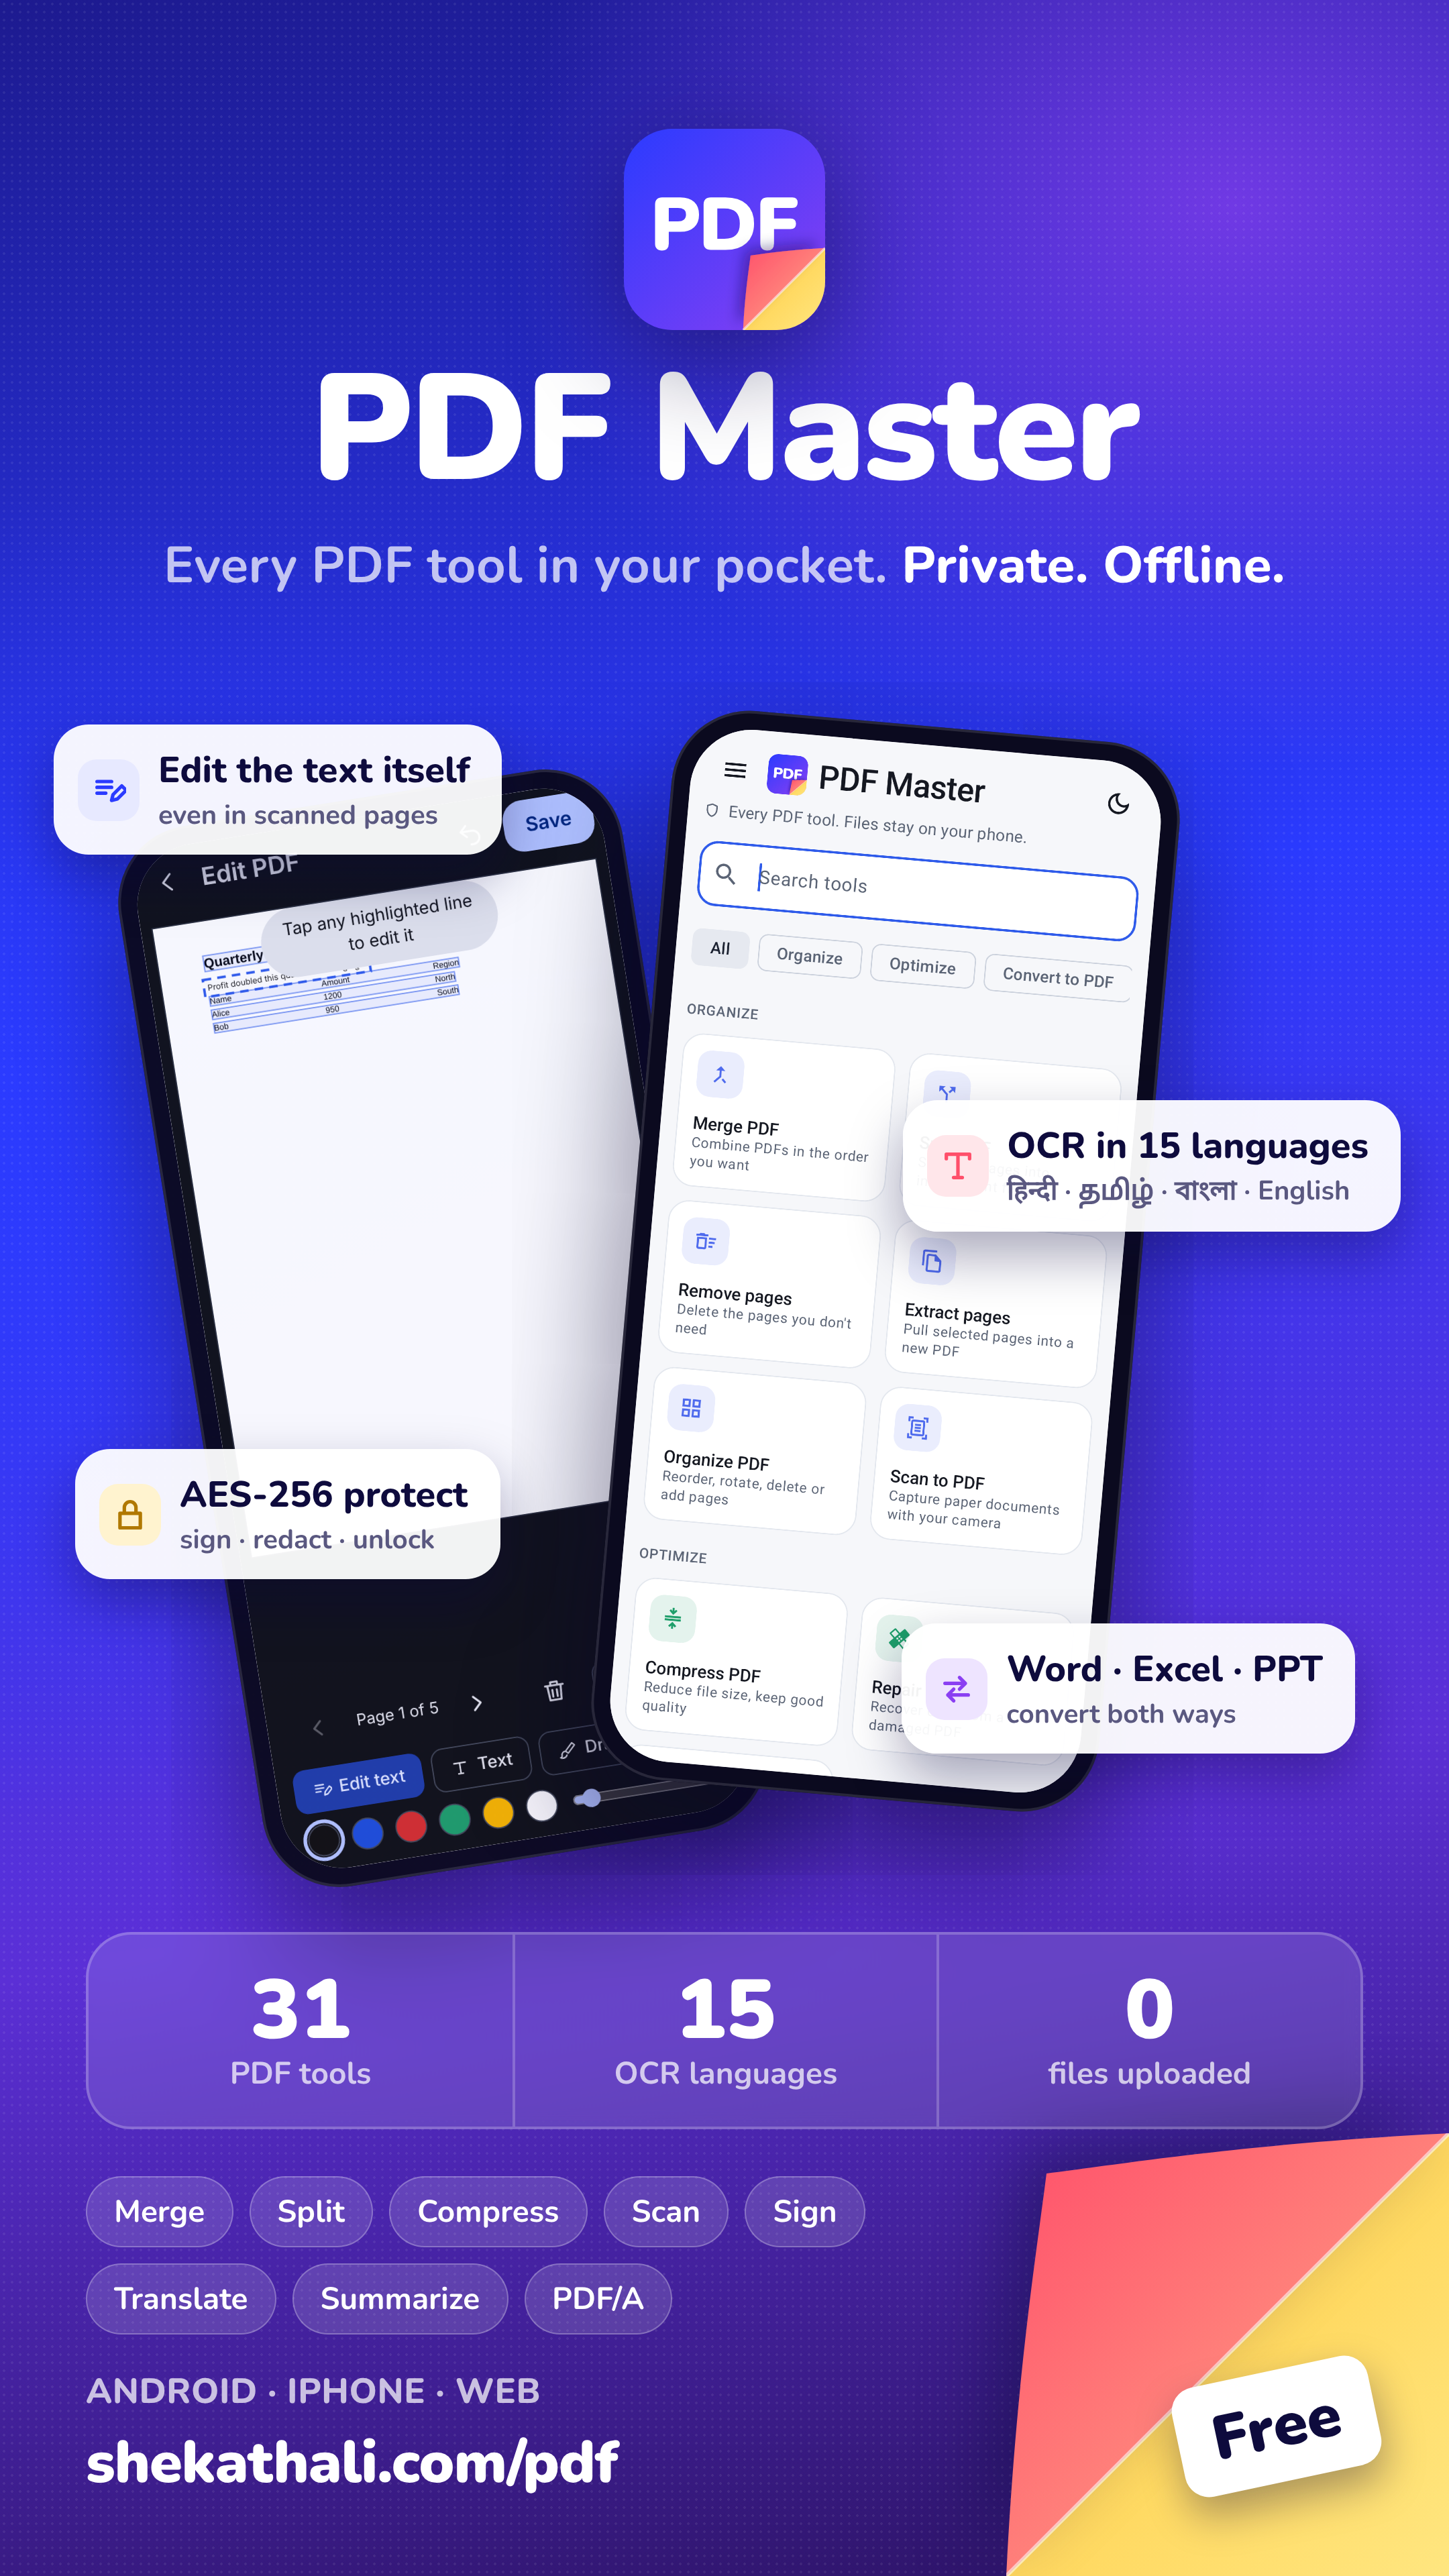 PDF
PDF Master
Every PDF tool in your pocket. Private. Offline.
Edit the text itself
even in scanned pages
Save
Edit PDF
Tap any highlighted line
to edit it
Quarterly
Profit doubled this
Name Amount Region
Alice 1200 North
Bob 950 South
PDF PDF Master
Every PDF tool. Files stay on your phone.
Search tools
All Organize Optimize Convert to PDF
ORGANIZE
Merge PDF
Combine PDFs in the order
you want
OCR in 15 languages
हिन्दी · தமிழ் · বাংলা · English
Remove pages
Delete the pages you don't
need
Extract pages
Pull selected pages into a
new PDF
Organize PDF
Reorder, rotate, delete or
add pages
Scan to PDF
Capture paper documents
with your camera
AES-256 protect
sign · redact · unlock
OPTIMIZE
Compress PDF
Reduce file size, keep good
quality
Word · Excel · PPT
convert both ways
Page 1 of 5
Edit text Text
31
PDF tools
15
OCR languages
0
files uploaded
Merge Split Compress Scan Sign
Translate Summarize PDF/A
ANDROID · IPHONE · WEB
shekathali.com/pdf
Free